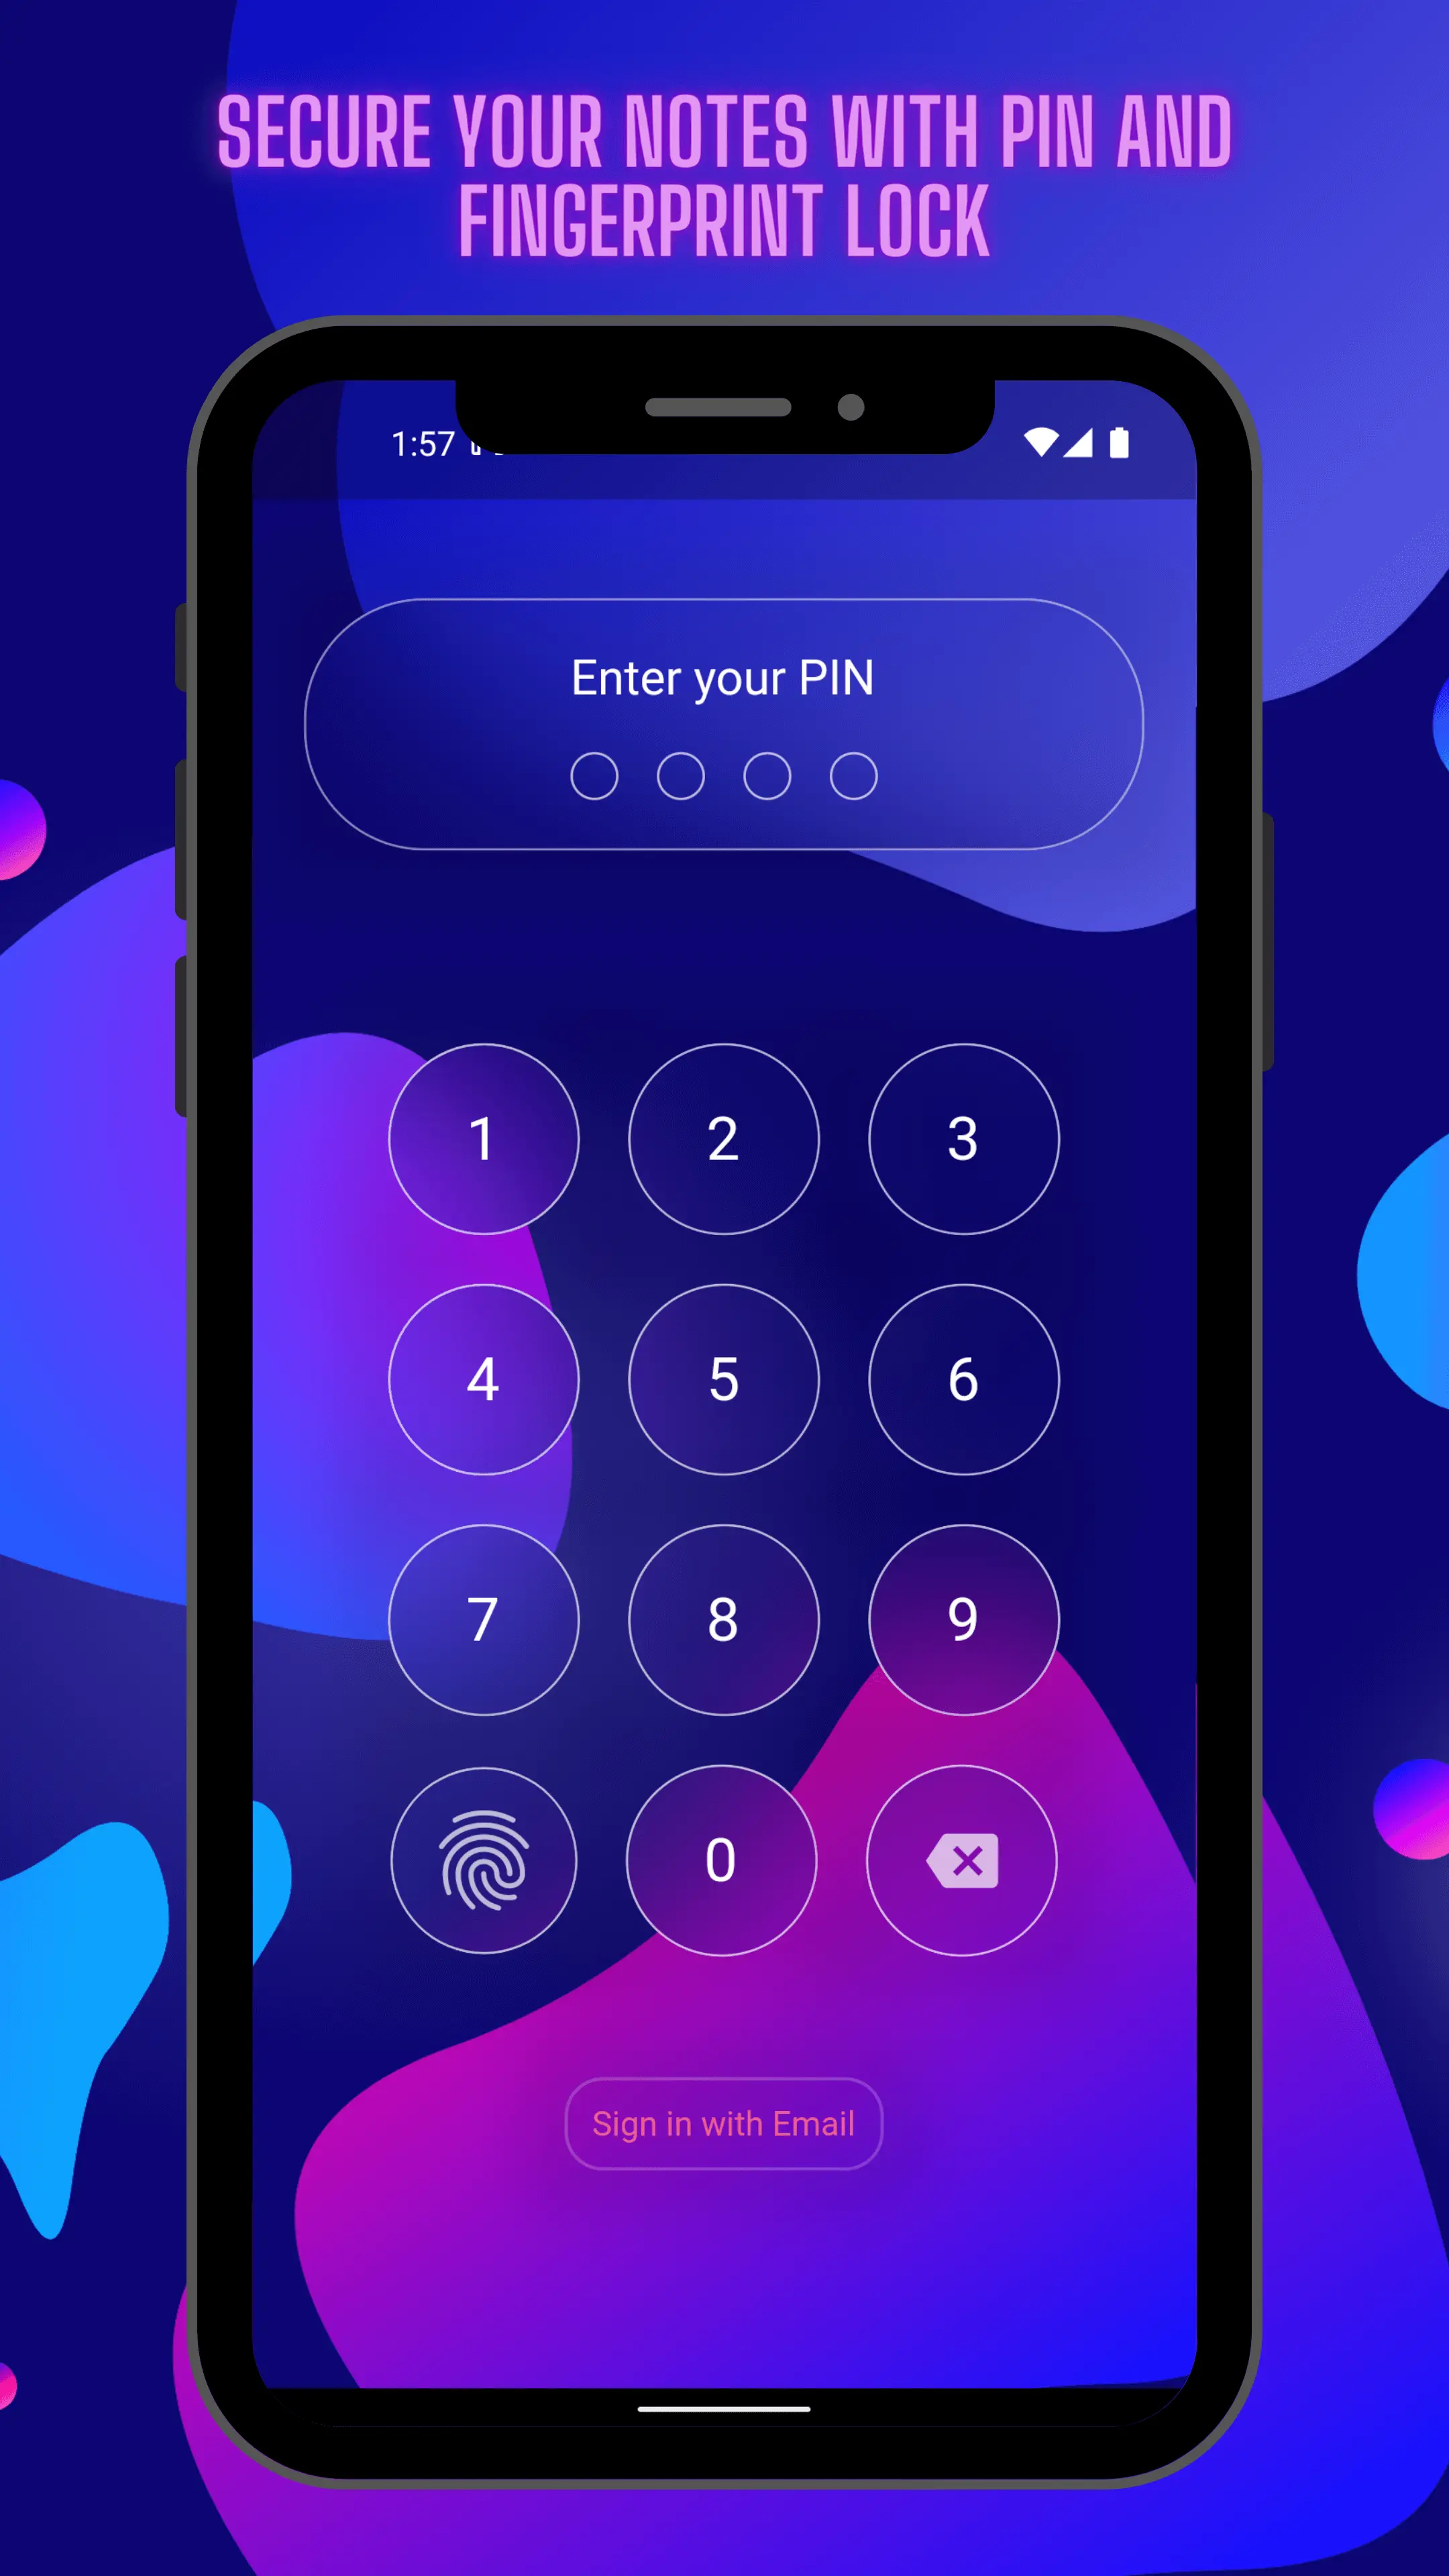 SECURE YOUR NOTES WITH PIN AND
FINGERPRINT LOCK
1:57
Enter your PIN
1 2 3
4 5 6
7 8 9
0
Sign in with Email